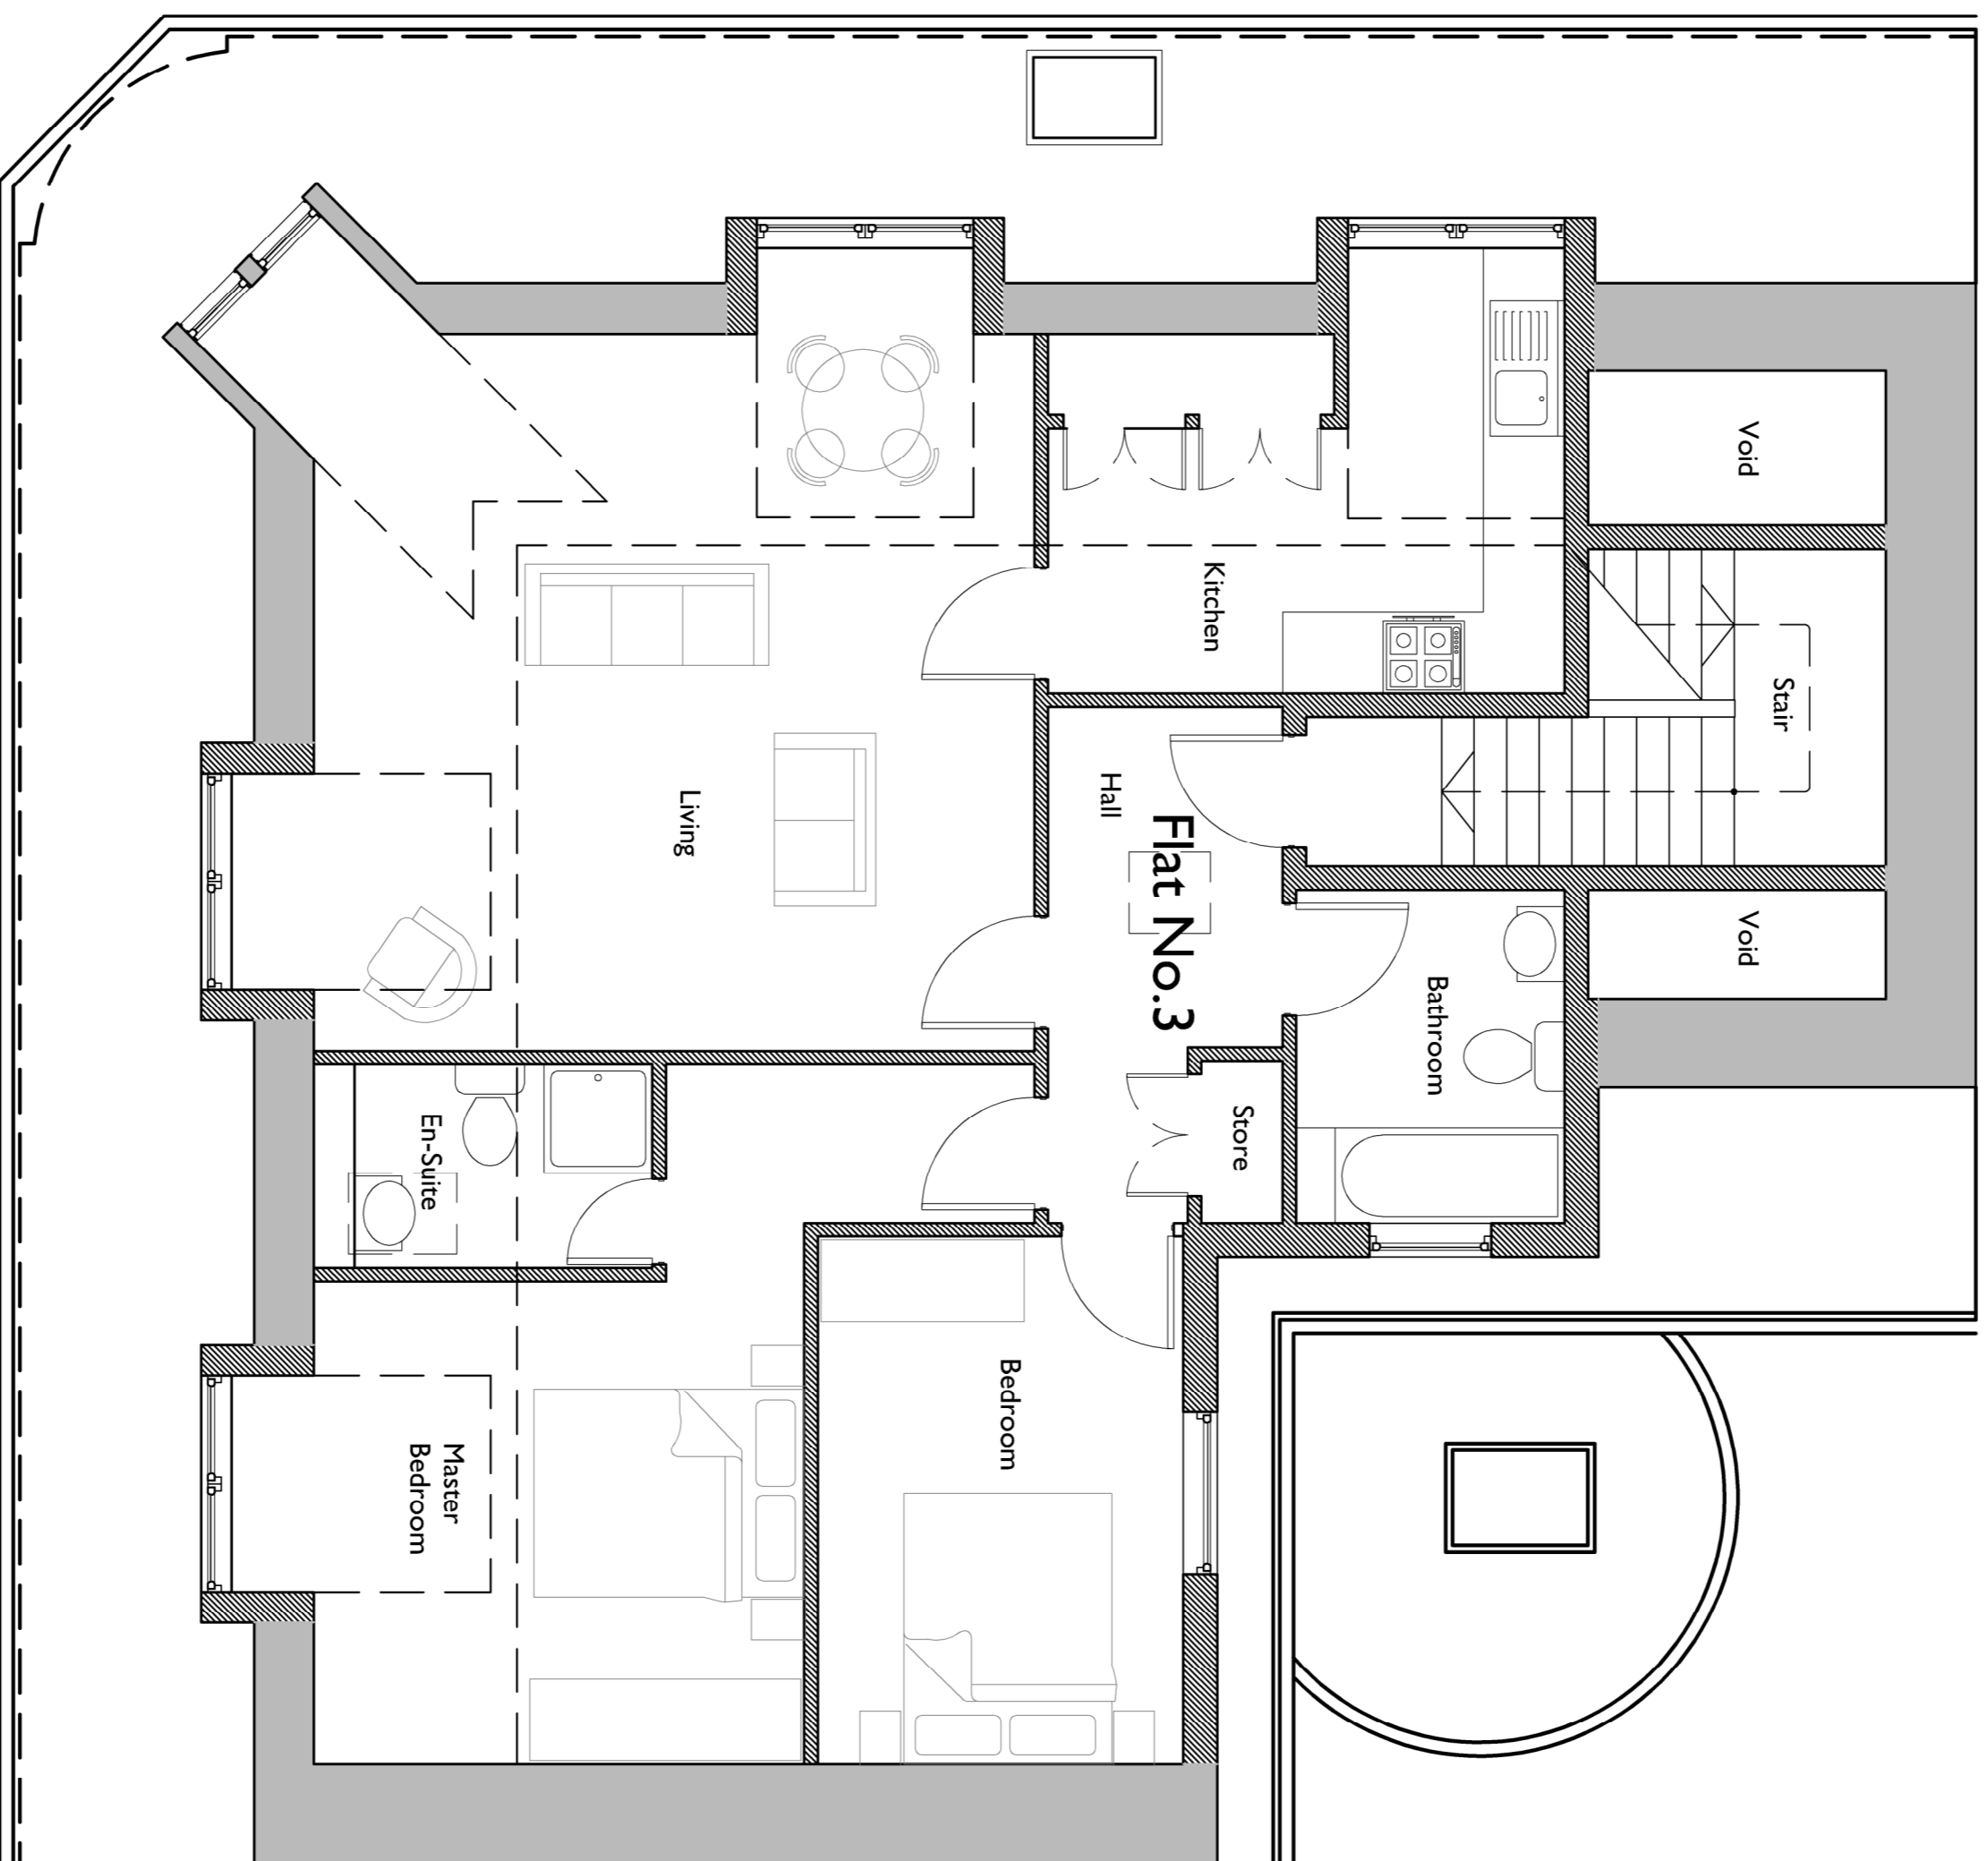 Void
Stair
Void
Kitchen
Hall
Flat No.3
Bathroom
Living
Store
En-Suite
Bedroom
Master
Bedroom